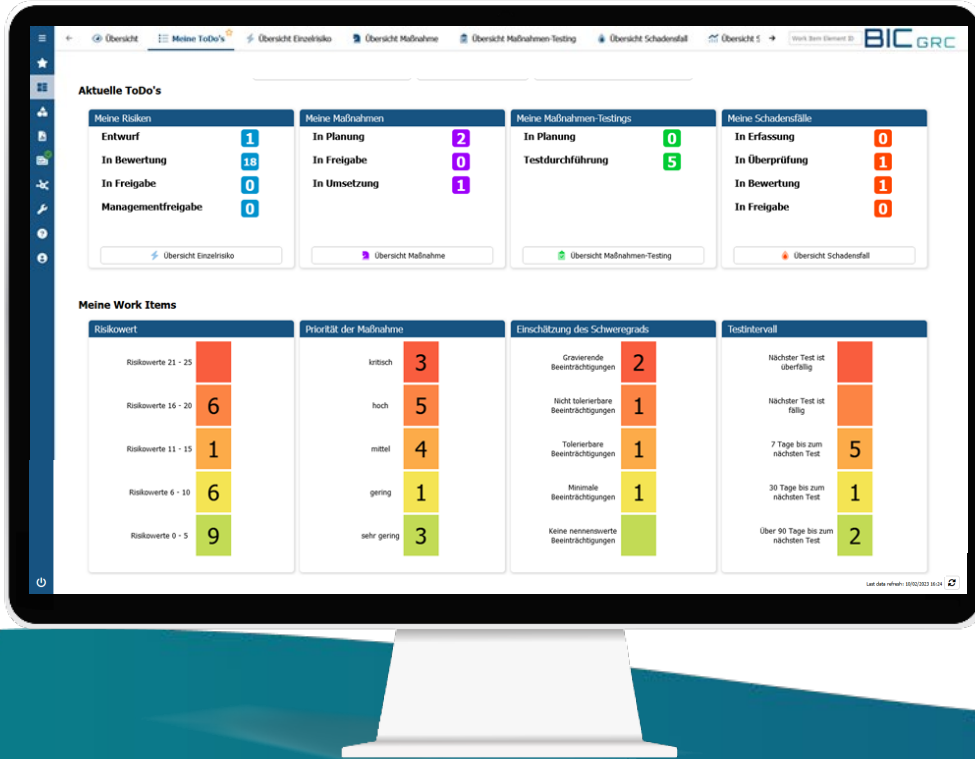 Übersicht
Meine ToDo's
Übersicht Einzelrisiko
Übersicht Maßnahme
Übersicht Maßnahmen-Testing
Übersicht Schadensfall
Übersicht S
Work Item Element ID
BIC GRC
Aktuelle ToDo's
Meine Risiken
Entwurf 1
In Bewertung 18
In Freigabe 0
Managementfreigabe 0
Übersicht Einzelrisiko
Meine Maßnahmen
In Planung 2
In Freigabe 0
In Umsetzung 1
Übersicht Maßnahme
Meine Maßnahmen-Testings
In Planung 0
Testdurchführung 5
Übersicht Maßnahmen-Testing
Meine Schadensfälle
In Erfassung 0
In Überprüfung 1
In Bewertung 1
In Freigabe 0
Übersicht Schadensfall
Meine Work Items
Risikowert
Risikowerte 21 - 25
Risikowerte 16 - 20 6
Risikowerte 11 - 15 1
Risikowerte 6 - 10 6
Risikowerte 0 - 5 9
Priorität der Maßnahme
kritisch 3
hoch 5
mittel 4
gering 1
sehr gering 3
Einschätzung des Schweregrads
Gravierende
Beeinträchtigungen 2
Nicht tolerierbare
Beeinträchtigungen 1
Tolerierbare
Beeinträchtigungen 1
Minimale
Beeinträchtigungen 1
Keine nennenswerte
Beeinträchtigungen
Testintervall
Nächster Test ist
überfällig
Nächster Test ist
fällig
7 Tage bis zum
nächsten Test 5
30 Tage bis zum
nächsten Test 1
Über 90 Tage bis zum
nächsten Test 2
Last data refresh: 10/02/2023 16:24